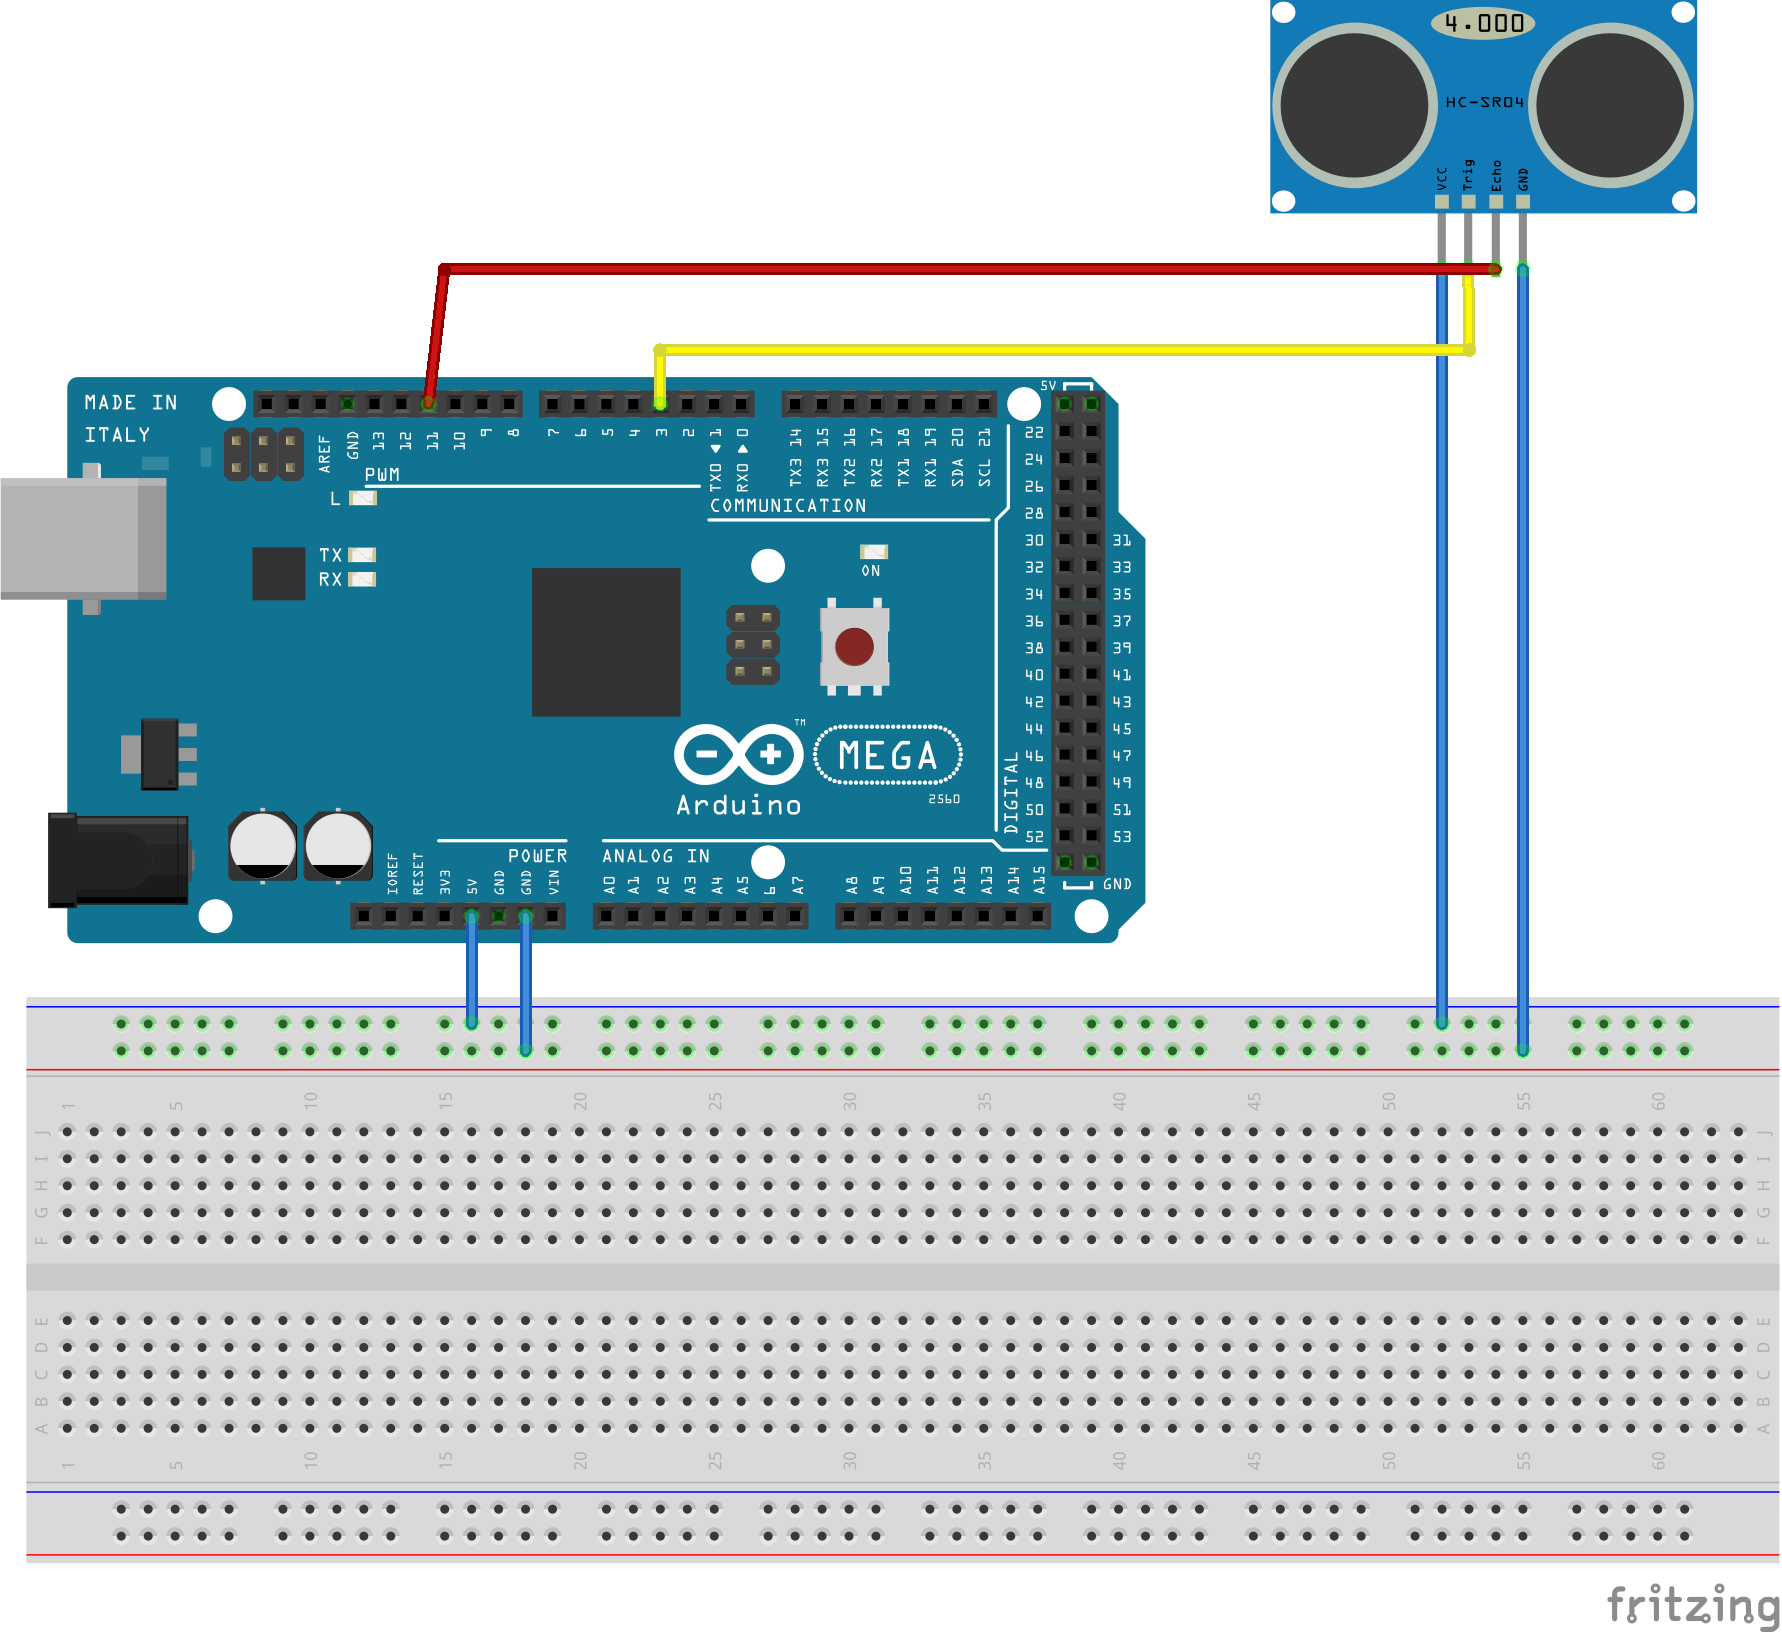 4.000
HC-SR04
VCC Trig Echo GND
MADE IN
ITALY
5V
AREF GND 13 12 11 10 9 8 7 6 5 4 3 2 TX0 ▶ 1 RX0 ◀ 0 TX3 14 RX3 15 TX2 16 RX2 17 TX1 18 RX1 19 SDA 20 SCL 21
PWM
L
COMMUNICATION
TX
RX
ON
22
24
26
28
30 31
32 33
34 35
36 37
38 39
40 41
42 43
44 45
46 47
48 49
50 51
52 53
DIGITAL
GND
TM
MEGA
2560
Arduino
POWER
ANALOG IN
IOREF RESET 3V3 5V GND GND VIN A0 A1 A2 A3 A4 A5 6 A7 A8 A9 A10 A11 A12 A13 A14 A15
1 5 10 15 20 25 30 35 40 45 50 55 60
J J
I I
H H
G G
F F
E E
D D
C C
B B
A A
1 5 10 15 20 25 30 35 40 45 50 55 60
fritzing